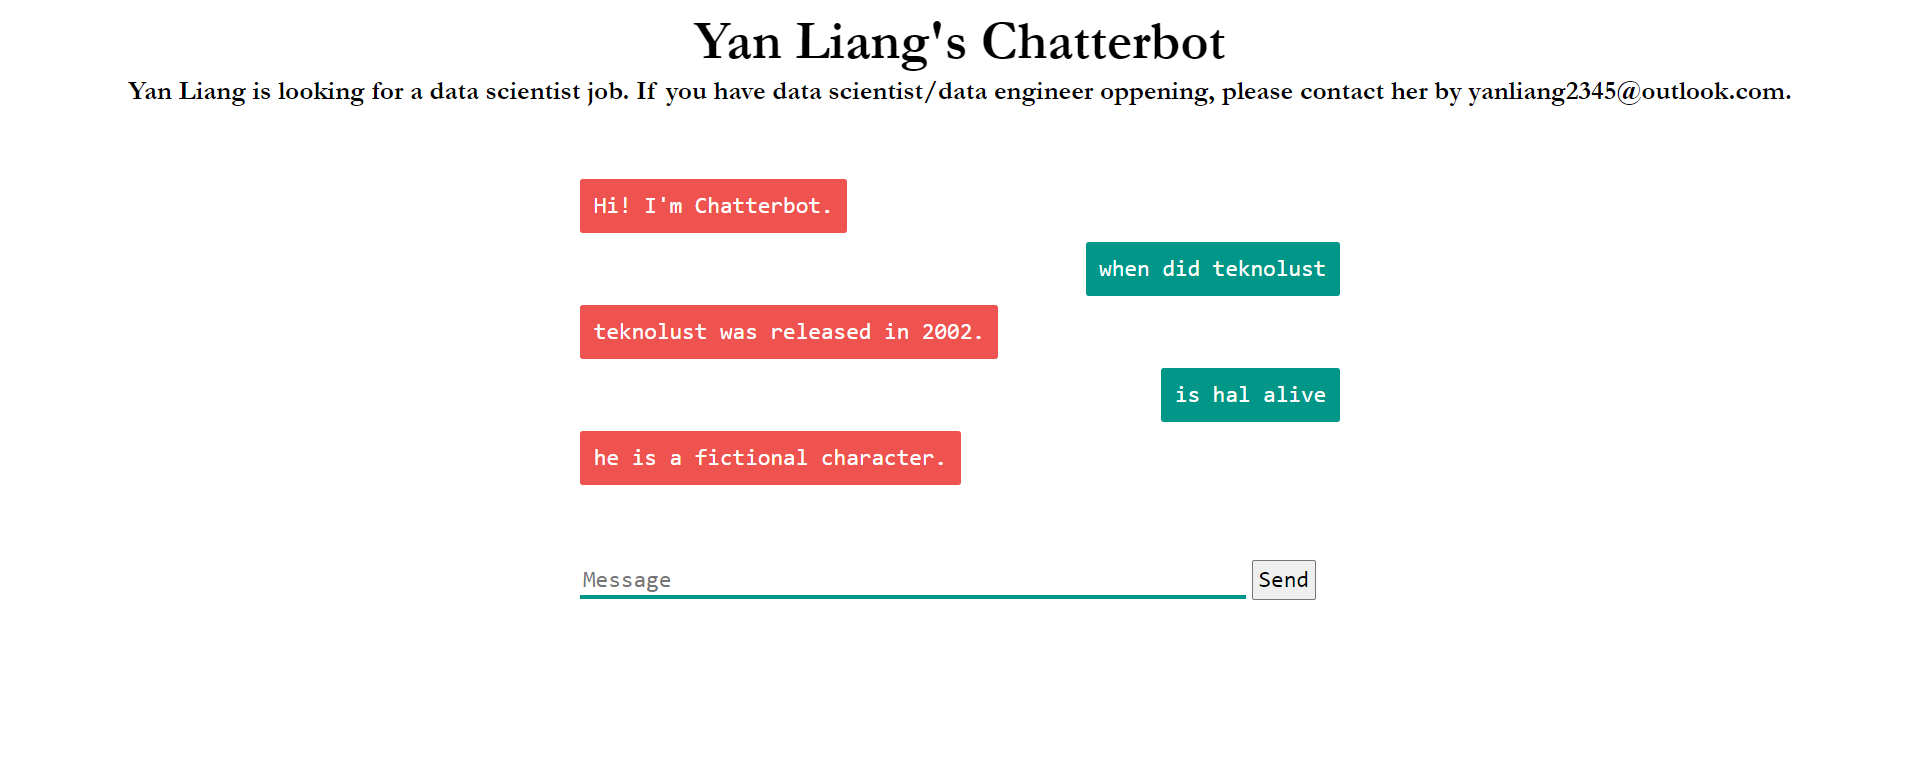 Yan Liang's Chatterbot
Yan Liang is looking for a data scientist job. If you have data scientist/data engineer oppening, please contact her by yanliang2345@outlook.com.
Hi! I'm Chatterbot.
when did teknolust
teknolust was released in 2002.
is hal alive
he is a fictional character.
Message Send